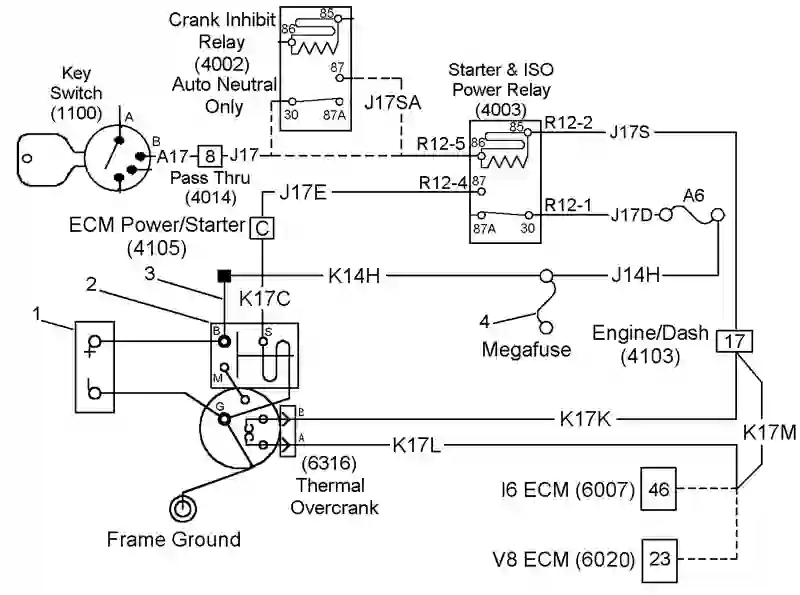 Crank Inhibit
Relay
(4002)
Auto Neutral
Only
85
86
87
30
87A
J17SA
Key
Switch
(1100)
A
B
A17
8
J17
Pass Thru
(4014)
Starter & ISO
Power Relay
(4003)
R12-5
86
85
R12-2
J17S
R12-4
87
J17E
R12-1
87A
30
J17D
A6
ECM Power/Starter
(4105)
C
3
K14H
J14H
K17C
2
1
4
Megafuse
Engine/Dash
(4103)
17
B
S
M
G
+
B
A
K17K
K17L
K17M
(6316)
Thermal
Overcrank
I6 ECM (6007)
46
V8 ECM (6020)
23
Frame Ground